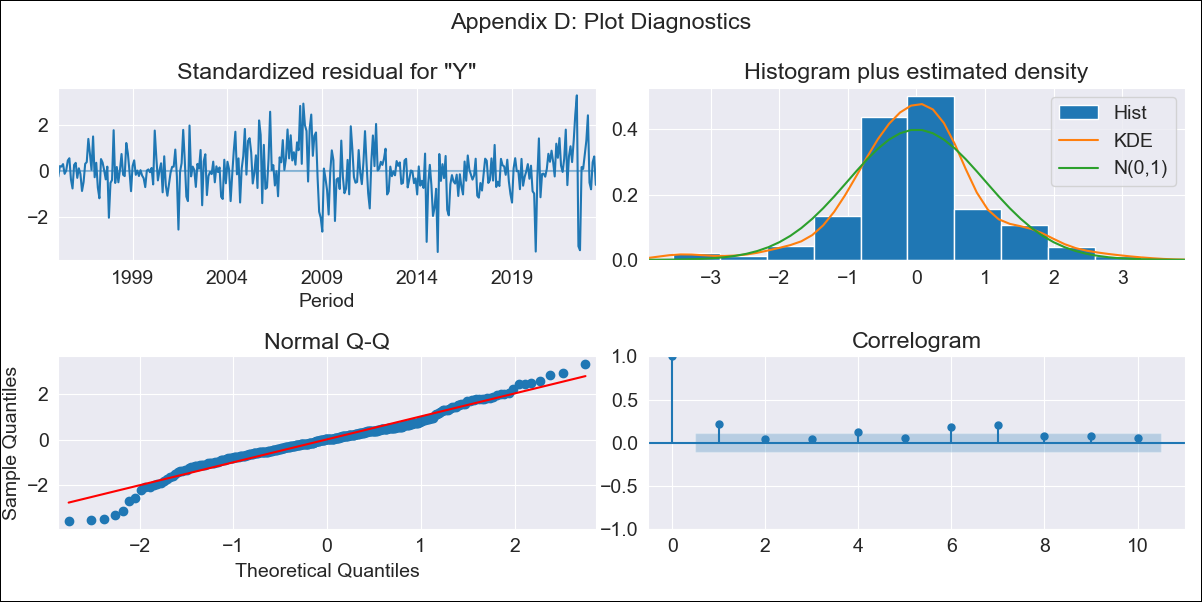 Appendix D: Plot Diagnostics
Standardized residual for "Y"
2
0
−2
1999 2004 2009 2014 2019
Period
Histogram plus estimated density
Hist
KDE
N(0,1)
0.4
0.2
0.0
−3 −2 −1 0 1 2 3
Normal Q-Q
Sample Quantiles
2
0
−2
−2 −1 0 1 2
Theoretical Quantiles
Correlogram
1.0
0.5
0.0
−0.5
−1.0
0 2 4 6 8 10